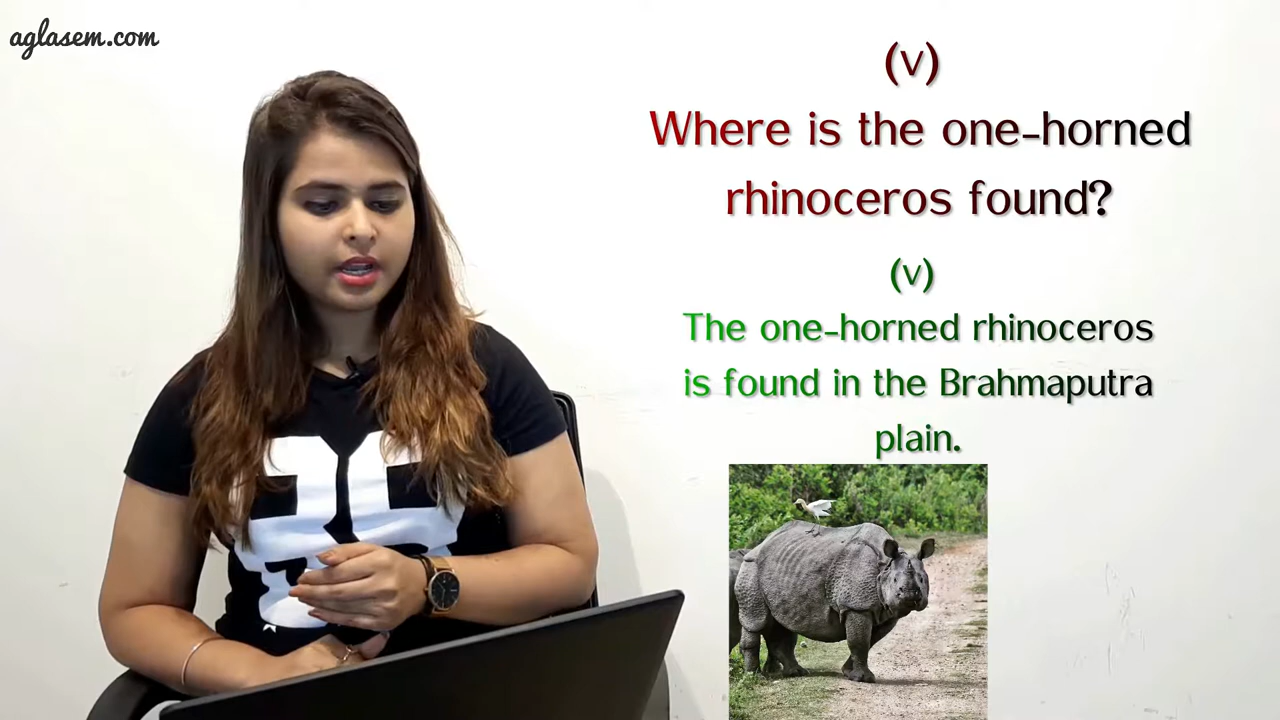 aglasem.com
(v)
Where is the one-horned
rhinoceros found?
(v)
The one-horned rhinoceros
is found in the Brahmaputra
plain.